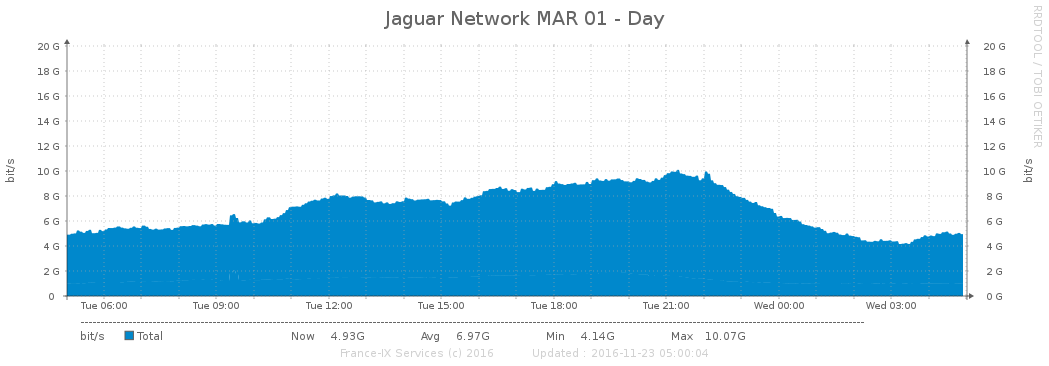 Jaguar Network MAR 01 - Day
RRDTOOL / TOBI OETIKER
bit/s
bit/s
20 G 20 G
18 G 18 G
16 G 16 G
14 G 14 G
12 G 12 G
10 G 10 G
8 G 8 G
6 G 6 G
4 G 4 G
2 G 2 G
0 0 G
Tue 06:00 Tue 09:00 Tue 12:00 Tue 15:00 Tue 18:00 Tue 21:00 Wed 00:00 Wed 03:00
bit/s Total Now 4.93G Avg 6.97G Min 4.14G Max 10.07G
France-IX Services (c) 2016 Updated : 2016-11-23 05:00:04